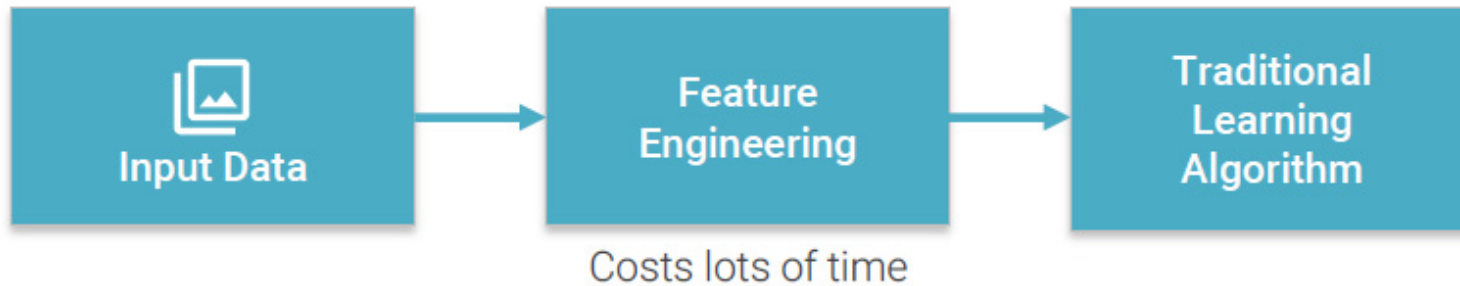 Input Data
Feature
Engineering
Traditional
Learning
Algorithm
Costs lots of time